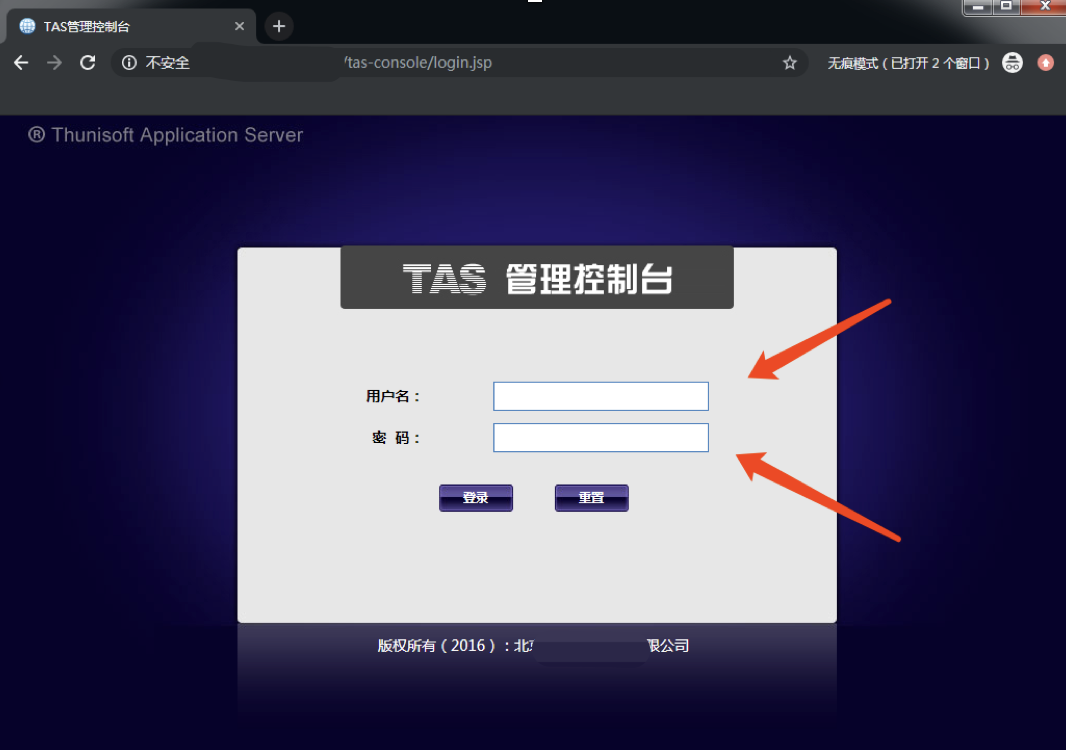 TAS管理控制台
不安全
/tas-console/login.jsp
无痕模式（已打开 2 个窗口）
® Thunisoft Application Server
TAS 管理控制台
用户名：
密 码：
登录 重置
版权所有（2016）：北 限公司